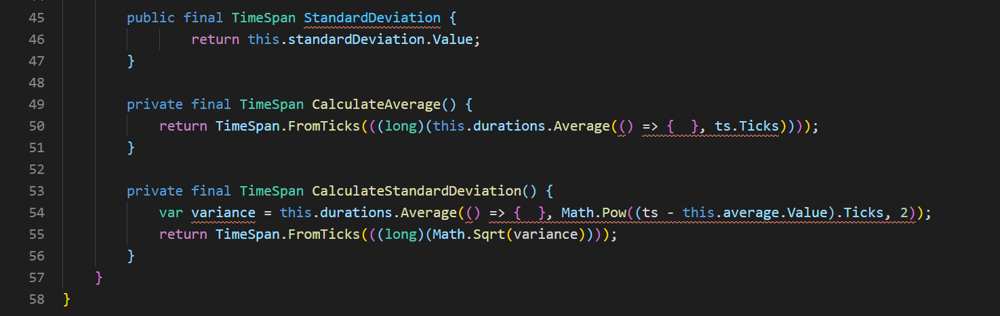 45 public final TimeSpan StandardDeviation {
46 return this.standardDeviation.Value;
47 }
48
49 private final TimeSpan CalculateAverage() {
50 return TimeSpan.FromTicks(((long)(this.durations.Average(() => {  }, ts.Ticks))));
51 }
52
53 private final TimeSpan CalculateStandardDeviation() {
54 var variance = this.durations.Average(() => {  }, Math.Pow((ts - this.average.Value).Ticks, 2));
55 return TimeSpan.FromTicks(((long)(Math.Sqrt(variance))));
56 }
57 }
58 }